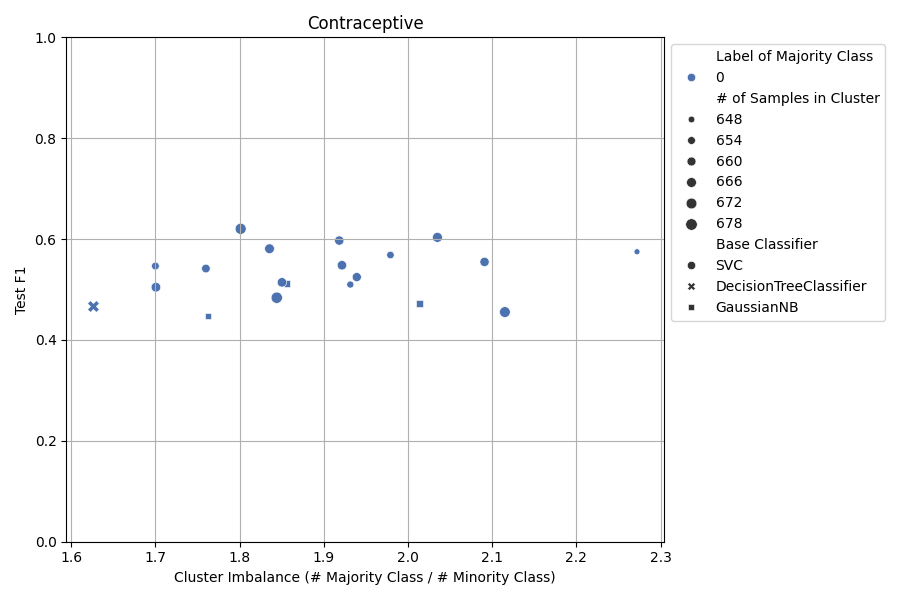 Contraceptive
1.0
0.8
0.6
0.4
0.2
0.0
Test F1
1.6
1.7
1.8
1.9
2.0
2.1
2.2
2.3
Cluster Imbalance (# Majority Class / # Minority Class)
Label of Majority Class
0
# of Samples in Cluster
648
654
660
666
672
678
Base Classifier
SVC
DecisionTreeClassifier
GaussianNB